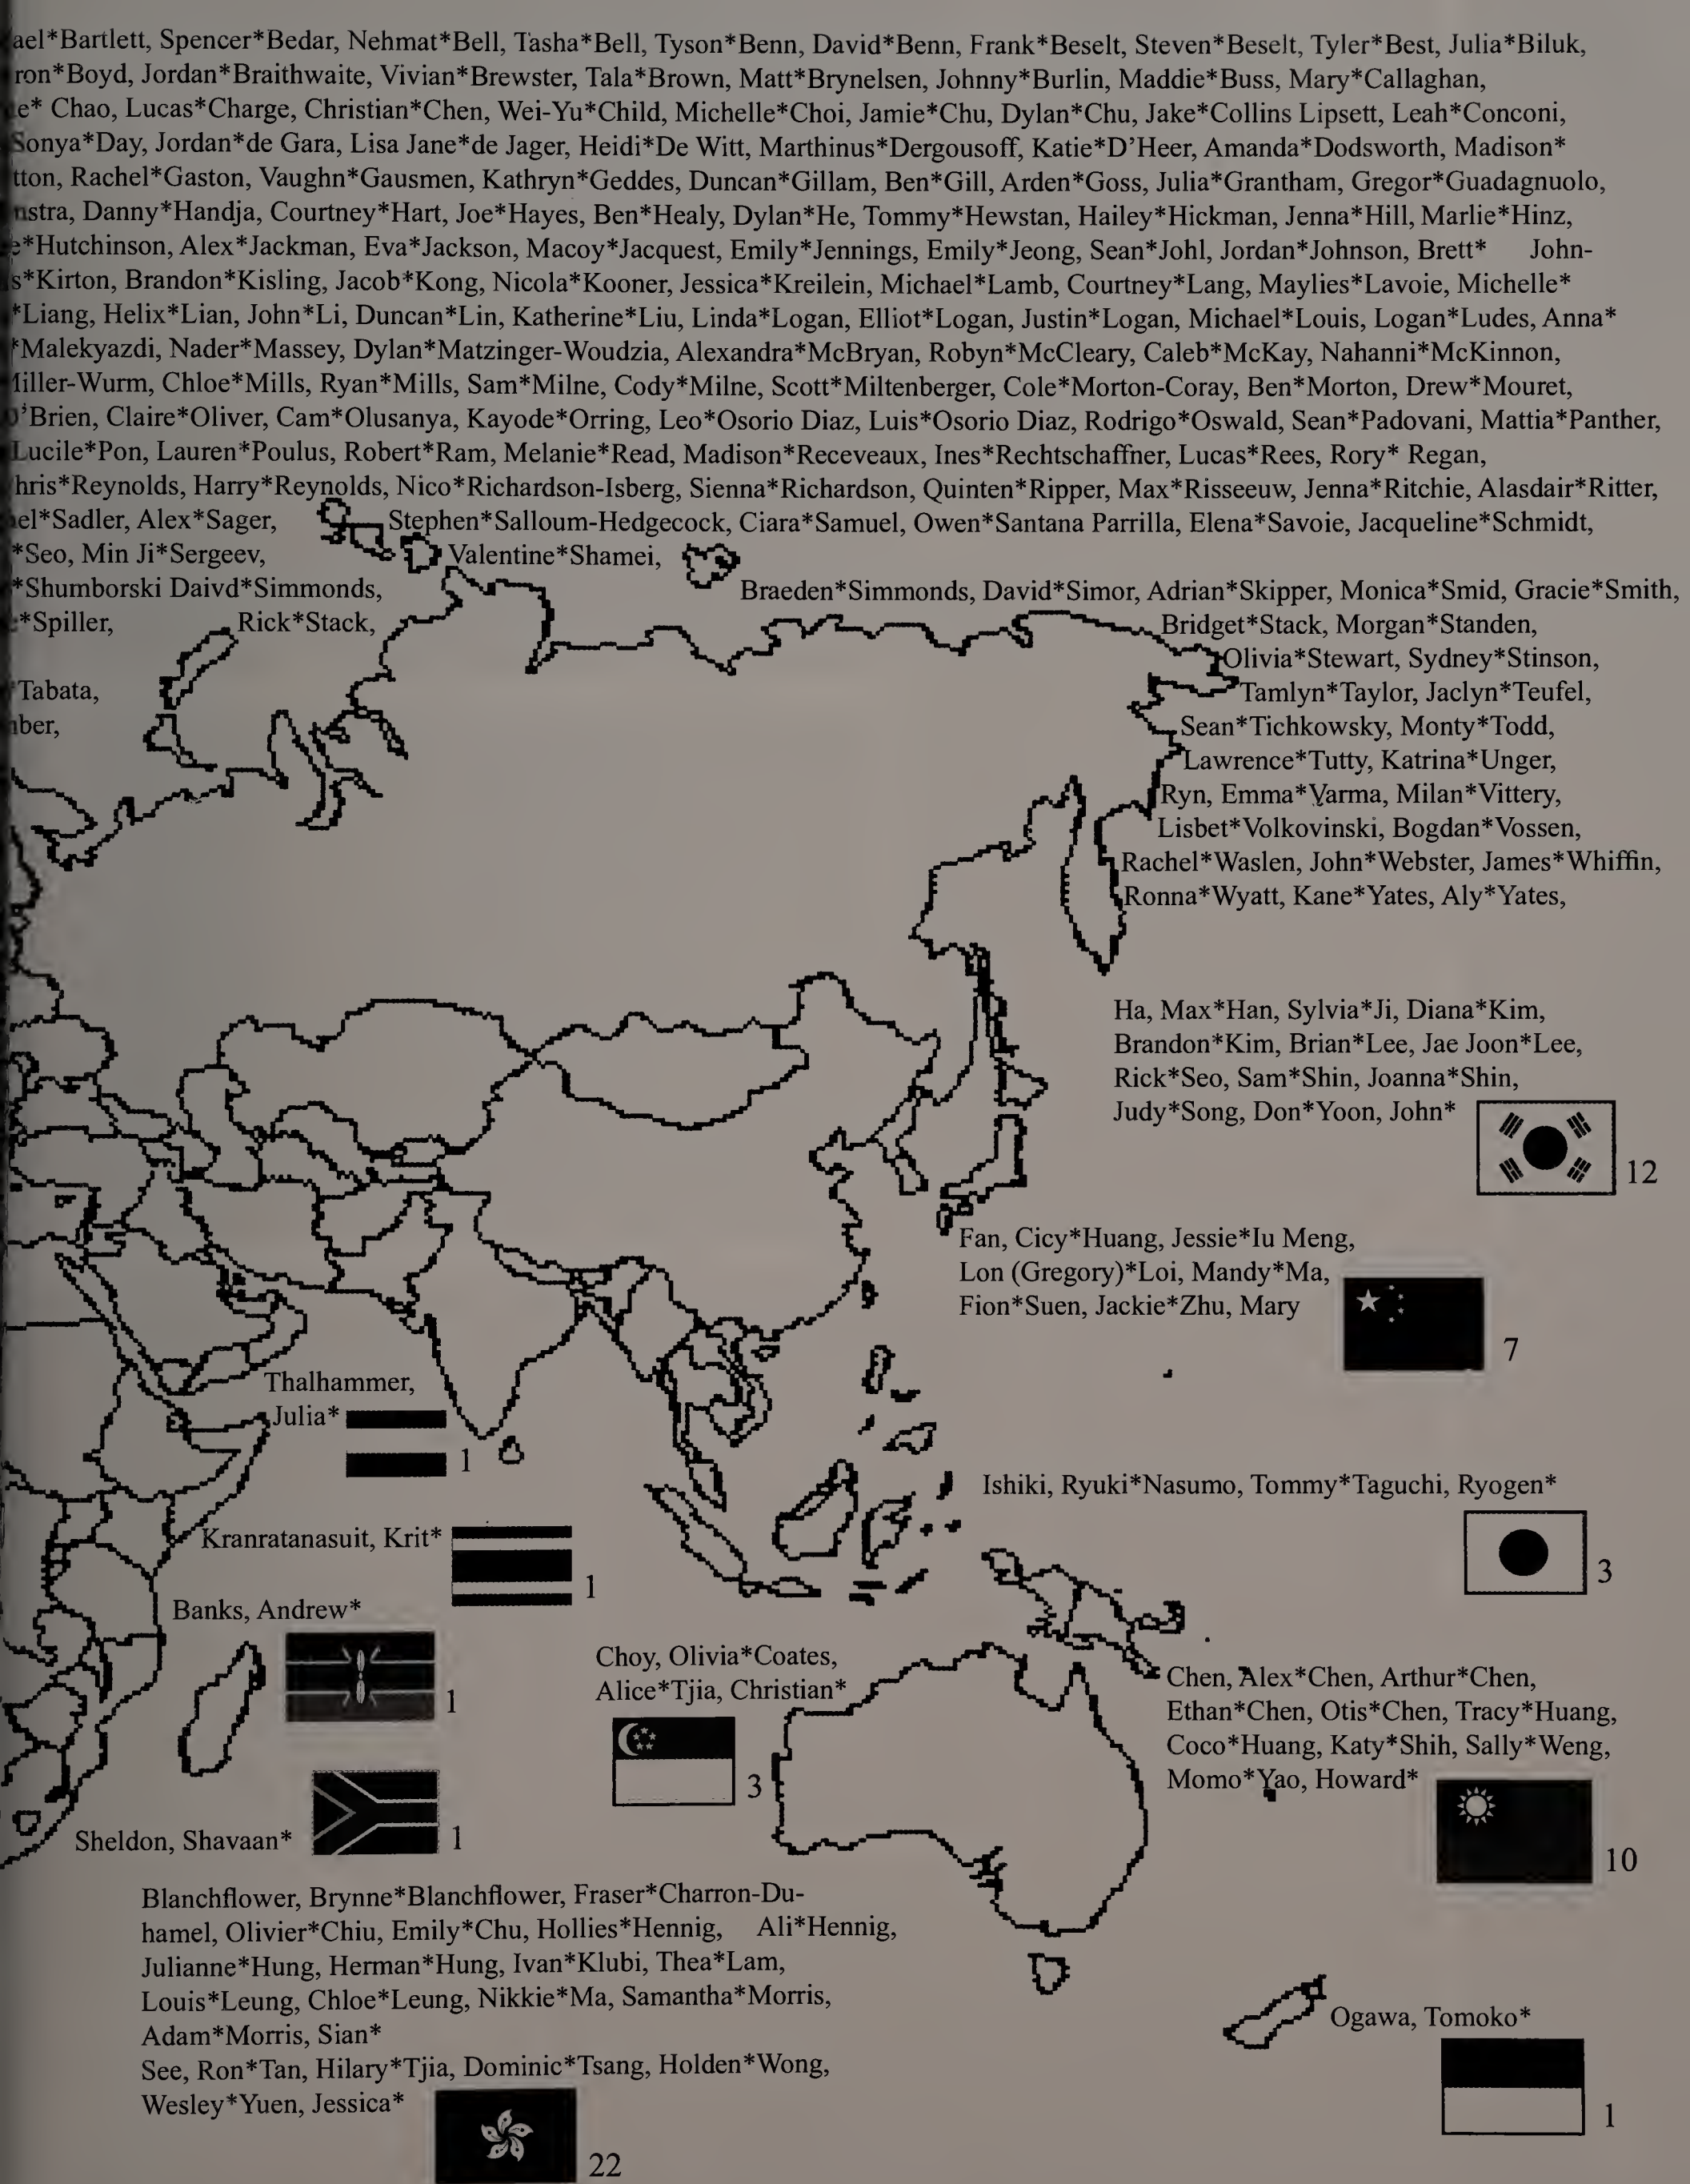 ael*Bartlett, Spencer*Bedar, Nehmat*Bell, Tasha*Bell, Tyson*Benn, David*Benn, Frank*Beselt, Steven*Beselt, Tyler*Best, Julia*Biluk,
ron*Boyd, Jordan*Braithwaite, Vivian*Brewster, Tala*Brown, Matt*Brynelsen, Johnny*Burlin, Maddie*Buss, Mary*Callaghan,
e* Chao, Lucas*Charge, Christian*Chen, Wei-Yu*Child, Michelle*Choi, Jamie*Chu, Dylan*Chu, Jake*Collins Lipsett, Leah*Conconi,
Sonya*Day, Jordan*de Gara, Lisa Jane*de Jager, Heidi*De Witt, Marthinus*Dergousoff, Katie*D'Heer, Amanda*Dodsworth, Madison*
tton, Rachel*Gaston, Vaughn*Gausmen, Kathryn*Geddes, Duncan*Gillam, Ben*Gill, Arden*Goss, Julia*Grantham, Gregor*Guadagnuolo,
nstra, Danny*Handja, Courtney*Hart, Joe*Hayes, Ben*Healy, Dylan*He, Tommy*Hewstan, Hailey*Hickman, Jenna*Hill, Marlie*Hinz,
e*Hutchinson, Alex*Jackman, Eva*Jackson, Macoy*Jacquest, Emily*Jennings, Emily*Jeong, Sean*Johl, Jordan*Johnson, Brett* John-
s*Kirton, Brandon*Kisling, Jacob*Kong, Nicola*Kooner, Jessica*Kreilein, Michael*Lamb, Courtney*Lang, Maylies*Lavoie, Michelle*
*Liang, Helix*Lian, John*Li, Duncan*Lin, Katherine*Liu, Linda*Logan, Elliot*Logan, Justin*Logan, Michael*Louis, Logan*Ludes, Anna*
*Malekyazdi, Nader*Massey, Dylan*Matzinger-Woudzia, Alexandra*McBryan, Robyn*McCleary, Caleb*McKay, Nahanni*McKinnon,
Miller-Wurm, Chloe*Mills, Ryan*Mills, Sam*Milne, Cody*Milne, Scott*Miltenberger, Cole*Morton-Coray, Ben*Morton, Drew*Mouret,
O'Brien, Claire*Oliver, Cam*Olusanya, Kayode*Orring, Leo*Osorio Diaz, Luis*Osorio Diaz, Rodrigo*Oswald, Sean*Padovani, Mattia*Panther,
Lucile*Pon, Lauren*Poulus, Robert*Ram, Melanie*Read, Madison*Receveaux, Ines*Rechtschaffner, Lucas*Rees, Rory* Regan,
hris*Reynolds, Harry*Reynolds, Nico*Richardson-Isberg, Sienna*Richardson, Quinten*Ripper, Max*Risseeuw, Jenna*Ritchie, Alasdair*Ritter,
el*Sadler, Alex*Sager, Stephen*Salloum-Hedgecock, Ciara*Samuel, Owen*Santana Parrilla, Elena*Savoie, Jacqueline*Schmidt,
*Seo, Min Ji*Sergeev, Valentine*Shamei,
*Shumborski Daivd*Simmonds, Braeden*Simmonds, David*Simor, Adrian*Skipper, Monica*Smid, Gracie*Smith,
*Spiller, Rick*Stack, Bridget*Stack, Morgan*Standen,
Olivia*Stewart, Sydney*Stinson,
*Tabata, Tamlyn*Taylor, Jaclyn*Teufel,
ber, Sean*Tichkowsky, Monty*Todd,
Lawrence*Tutty, Katrina*Unger,
Ryn, Emma*Varma, Milan*Vittery,
Lisbet*Volkovinski, Bogdan*Vossen,
Rachel*Waslen, John*Webster, James*Whiffin,
Ronna*Wyatt, Kane*Yates, Aly*Yates,
Ha, Max*Han, Sylvia*Ji, Diana*Kim,
Brandon*Kim, Brian*Lee, Jae Joon*Lee,
Rick*Seo, Sam*Shin, Joanna*Shin,
Judy*Song, Don*Yoon, John*
12
Fan, Cicy*Huang, Jessie*Iu Meng,
Lon (Gregory)*Loi, Mandy*Ma,
Fion*Suen, Jackie*Zhu, Mary
7
Thalhammer,
Julia*
1
Ishiki, Ryuki*Nasumo, Tommy*Taguchi, Ryogen*
3
Kranratanasuit, Krit*
1
Banks, Andrew*
1
Choy, Olivia*Coates,
Alice*Tjia, Christian*
3
Chen, Alex*Chen, Arthur*Chen,
Ethan*Chen, Otis*Chen, Tracy*Huang,
Coco*Huang, Katy*Shih, Sally*Weng,
Momo*Yao, Howard*
10
Sheldon, Shavaan*
1
Blanchflower, Brynne*Blanchflower, Fraser*Charron-Du-
hamel, Olivier*Chiu, Emily*Chu, Hollies*Hennig, Ali*Hennig,
Julianne*Hung, Herman*Hung, Ivan*Klubi, Thea*Lam,
Louis*Leung, Chloe*Leung, Nikkie*Ma, Samantha*Morris,
Adam*Morris, Sian*
See, Ron*Tan, Hilary*Tjia, Dominic*Tsang, Holden*Wong,
Wesley*Yuen, Jessica*
22
Ogawa, Tomoko*
1